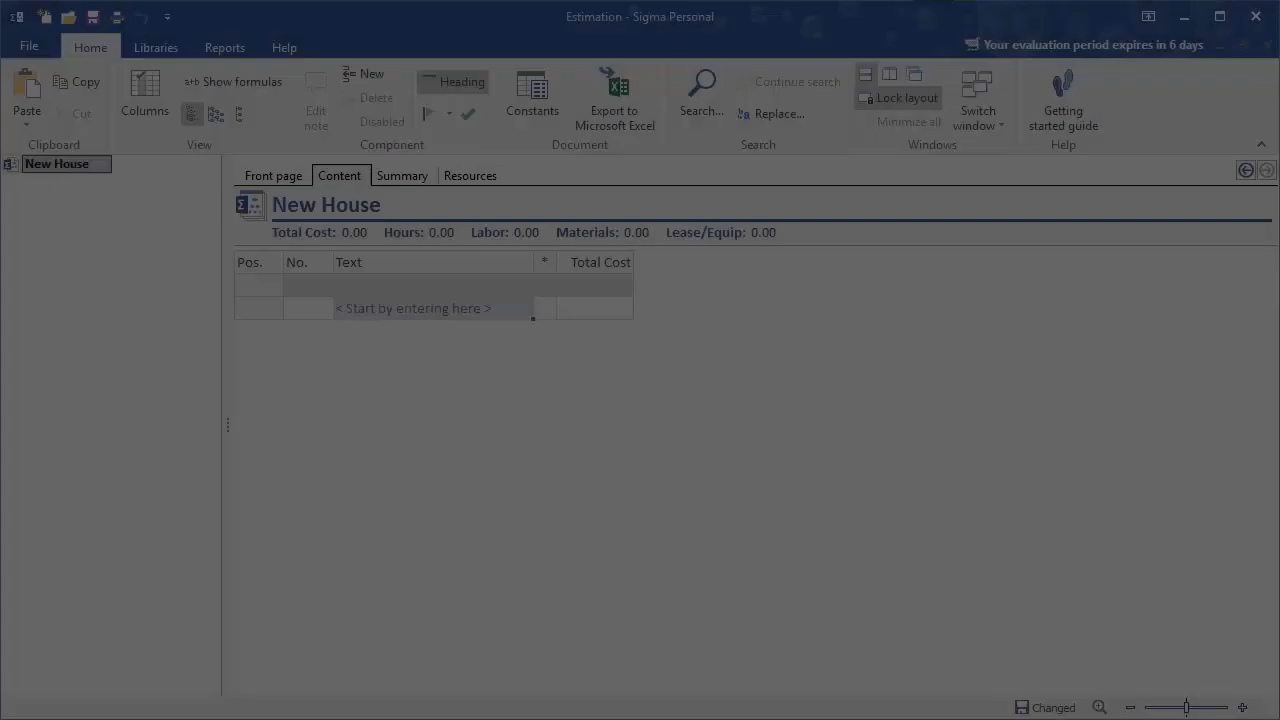 Estimation - Sigma Personal
File Home Libraries Reports Help
Your evaluation period expires in 6 days
Paste
Copy
Cut
Clipboard
Columns
Show formulas
View
Edit note
New
Delete
Disabled
Heading
Component
Constants
Export to Microsoft Excel
Document
Search...
Continue search
Replace...
Search
Lock layout
Minimize all
Switch window
Windows
Getting started guide
Help
New House
Front page Content Summary Resources
New House
Total Cost: 0.00 Hours: 0.00 Labor: 0.00 Materials: 0.00 Lease/Equip: 0.00
Pos. No. Text * Total Cost
< Start by entering here >
Changed